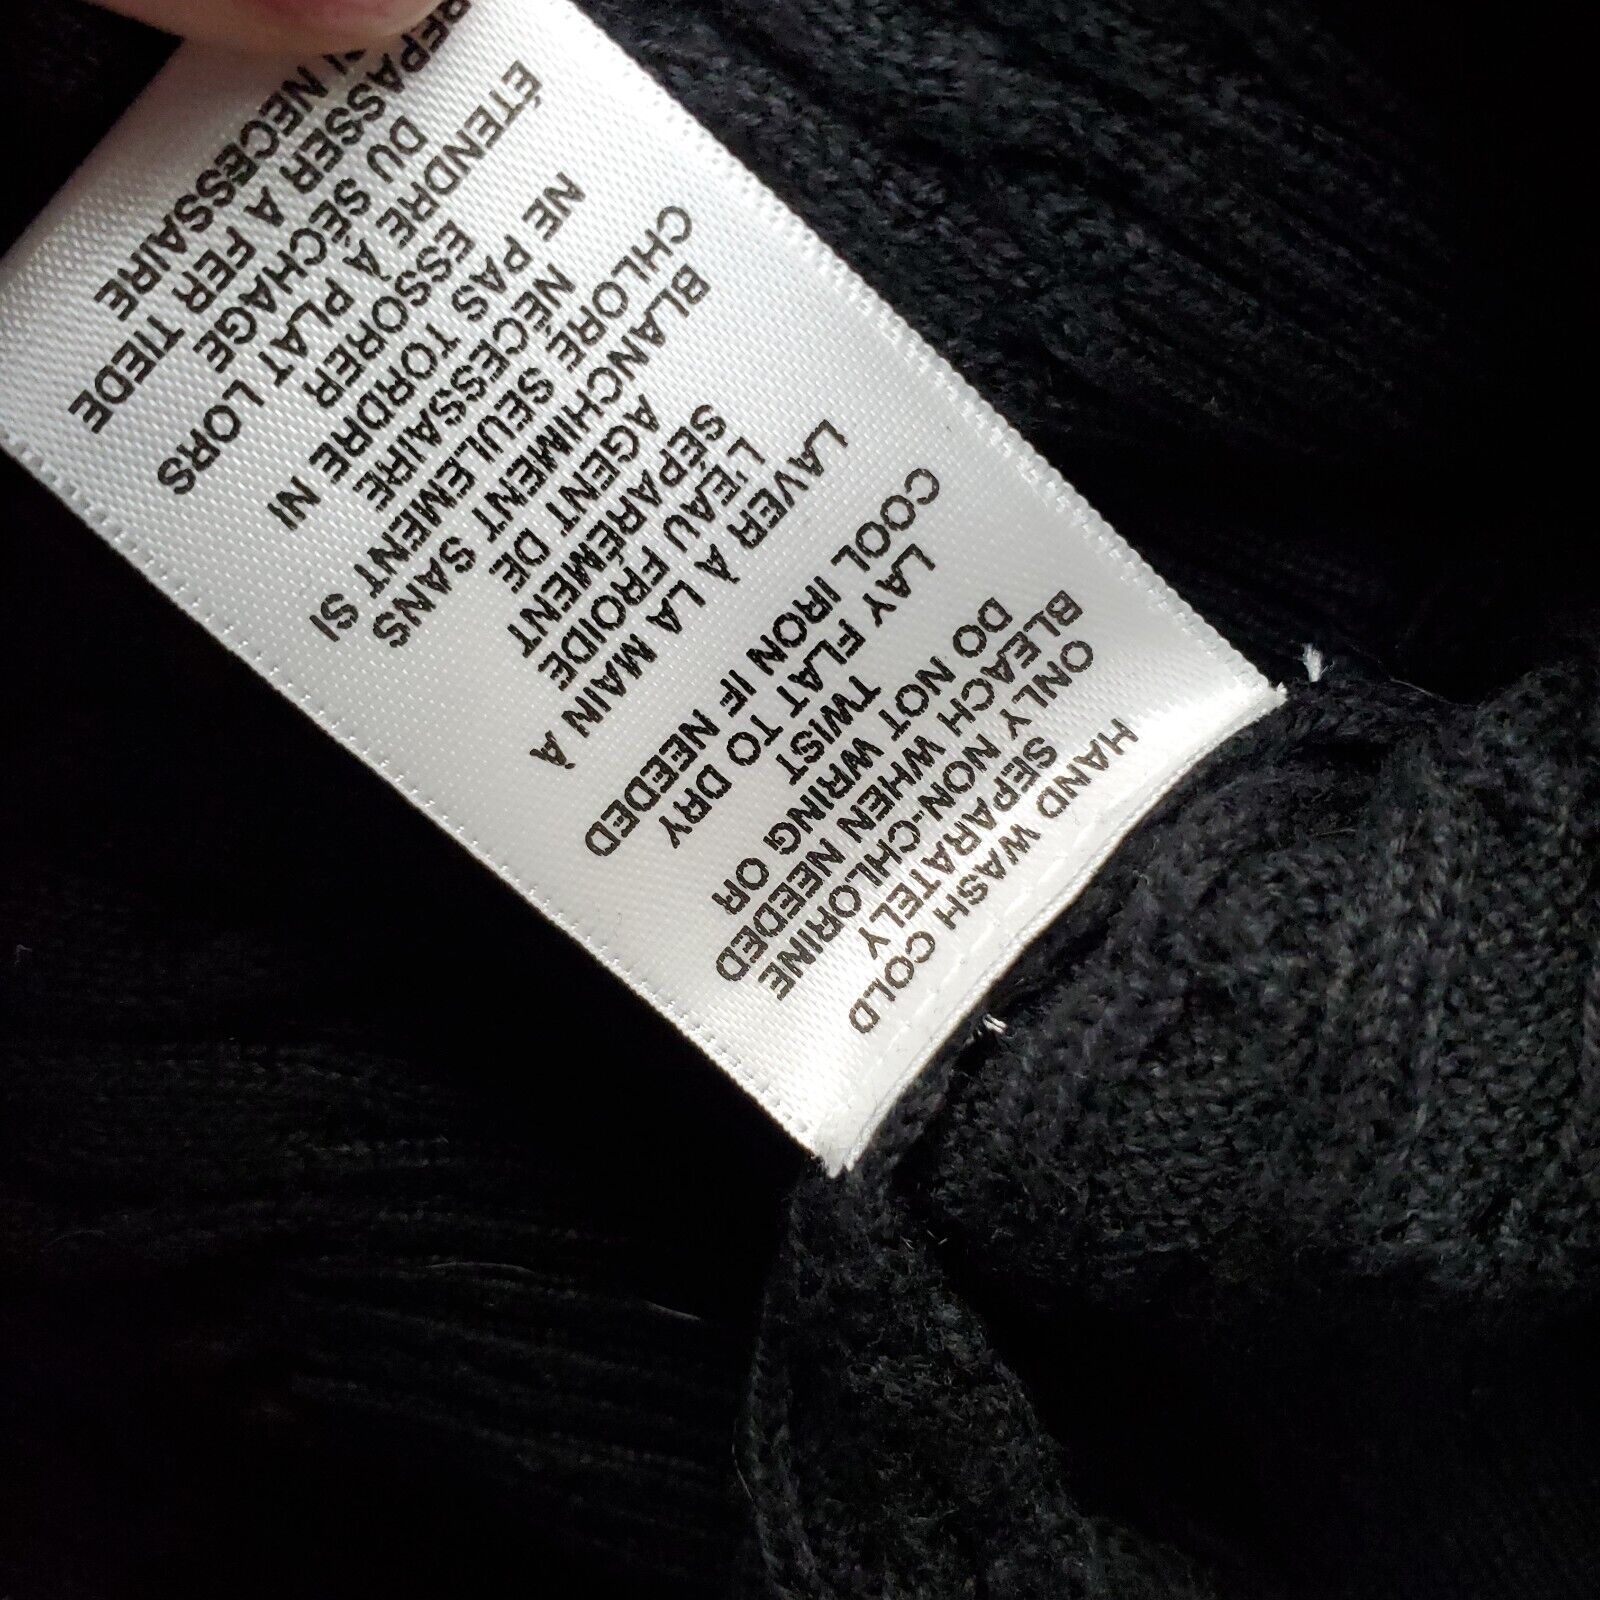 HAND WASH COLD
SEPARATELY
ONLY NON-CHLORINE
BLEACH WHEN NEEDED
DO NOT WRING OR
TWIST
LAY FLAT TO DRY
COOL IRON IF NEEDED
LAVER À LA MAIN À
L'EAU FROIDE
SÉPARÉMENT
AGENT DE
BLANCHIMENT SANS
CHLORE SEULEMENT SI
NÉCESSAIRE
NE PAS TORDRE NI
ESSORER
ÉTENDRE À PLAT LORS
DU SÉCHAGE
REPASSER A FER TIEDE
SI NECESSAIRE